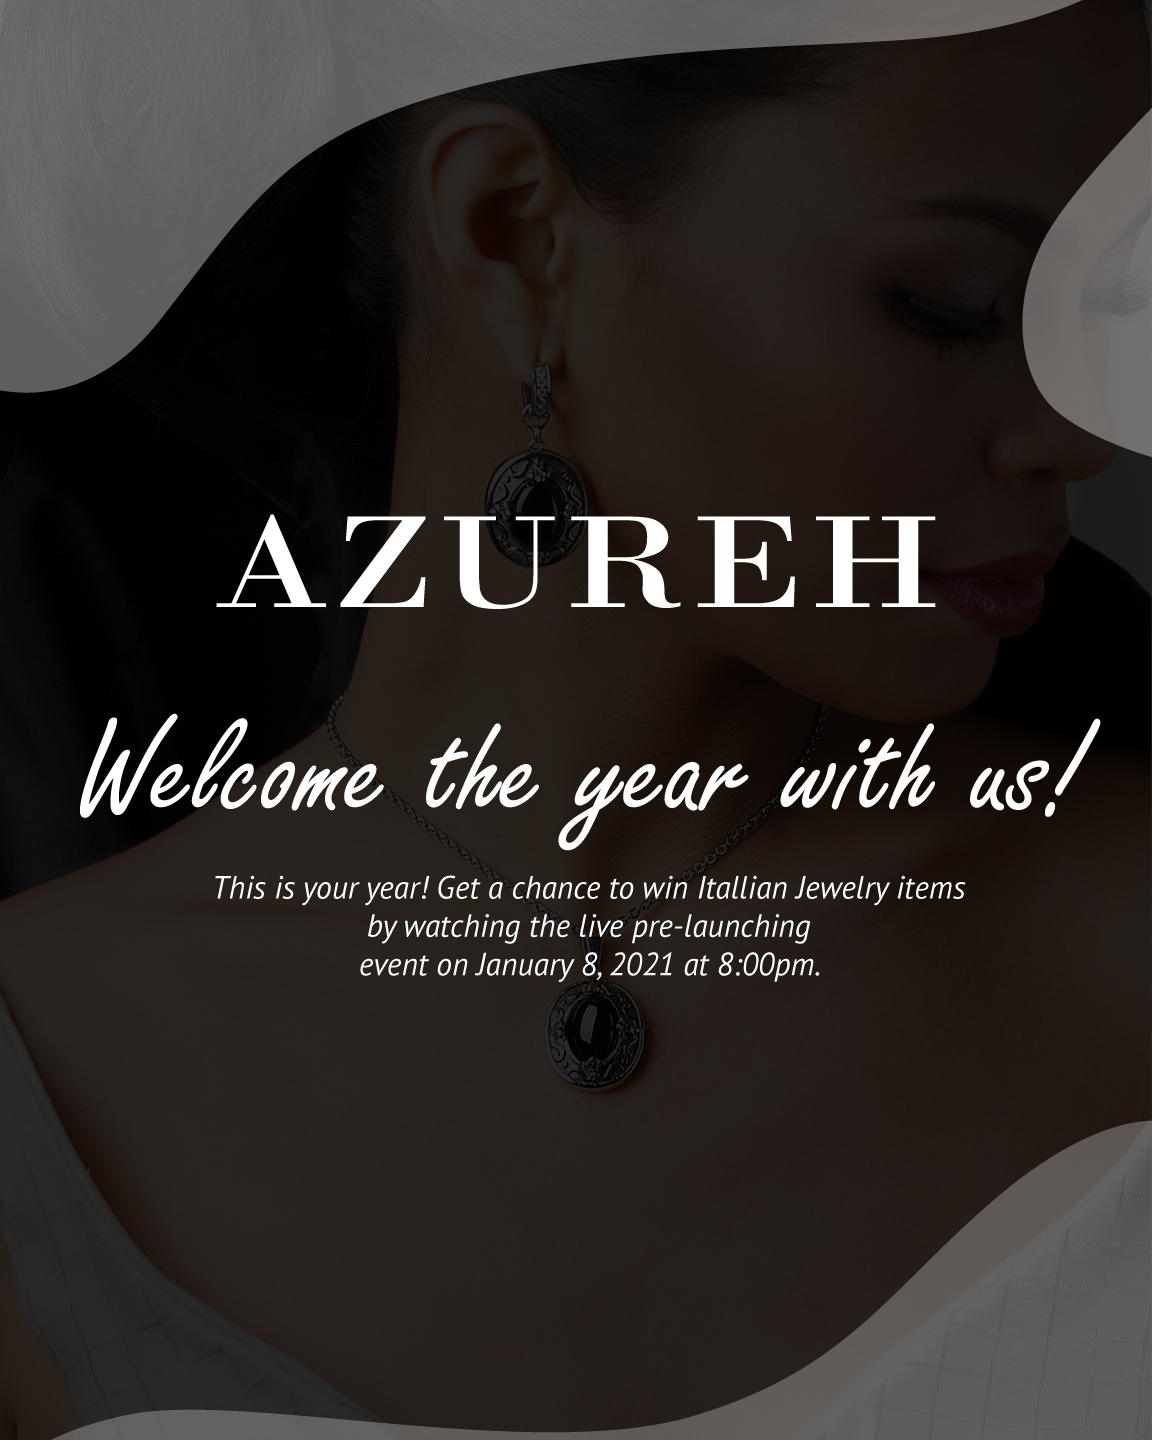 AZUREH
Welcome the year with us!
This is your year! Get a chance to win Itallian Jewelry items
by watching the live pre-launching
event on January 8, 2021 at 8:00pm.